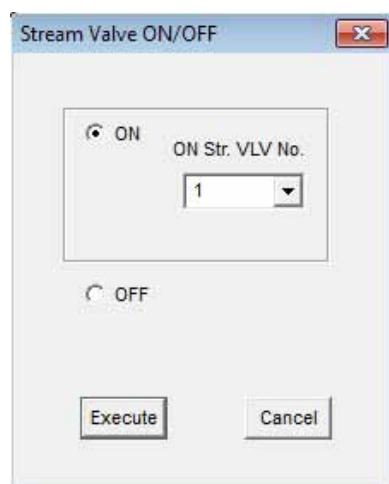 Stream Valve ON/OFF
ON
ON Str. VLV No.
1
OFF
Execute
Cancel